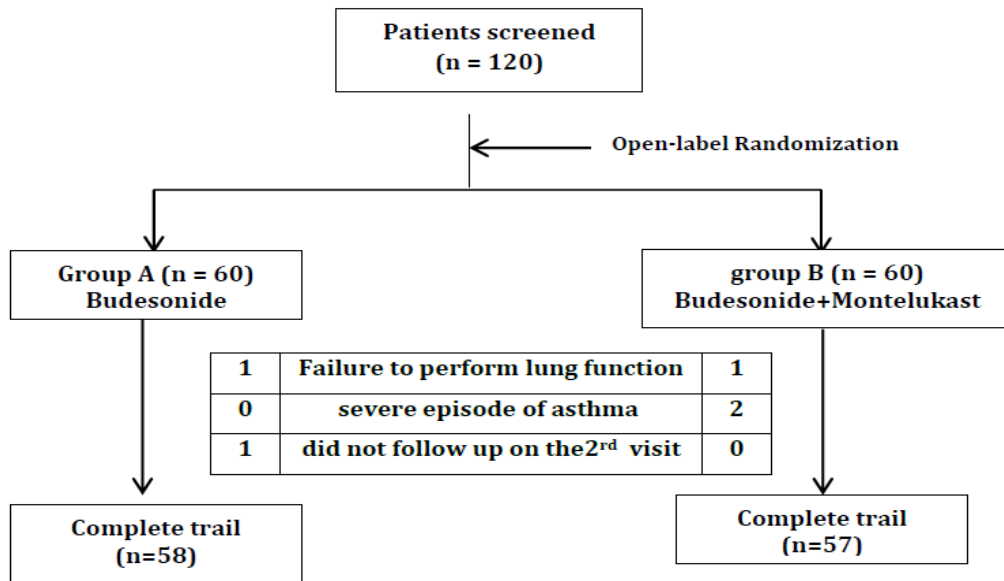 Patients screened
(n = 120)
Open-label Randomization
Group A (n = 60)
Budesonide
group B (n = 60)
Budesonide+Montelukast
1 Failure to perform lung function 1
0 severe episode of asthma 2
1 did not follow up on the2rd visit 0
Complete trail
(n=58)
Complete trail
(n=57)